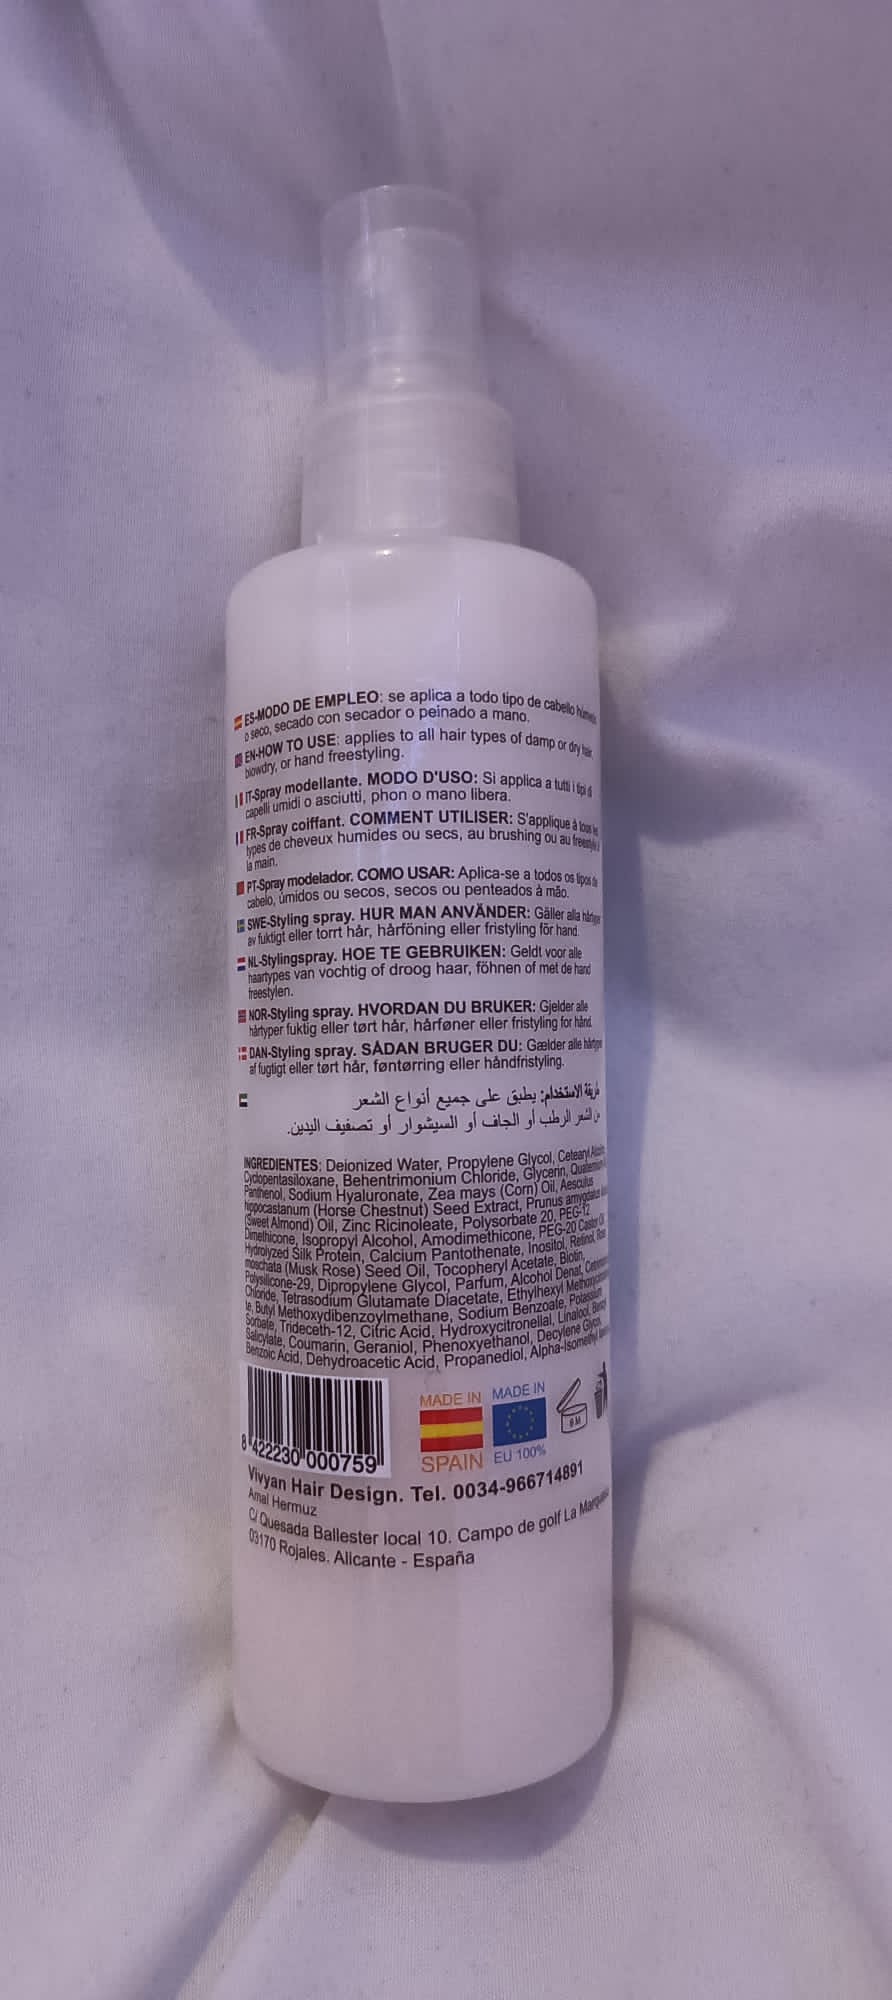 ES-MODO DE EMPLEO: se aplica a todo tipo de cabello húmedo
o seco, secado con secador o peinado a mano.
EN-HOW TO USE: applies to all hair types of damp or dry hair,
blowdry, or hand freestyling.
IT-Spray modellante. MODO D'USO: Si applica a tutti i tipi di
capelli umidi o asciutti, phon o mano libera.
FR-Spray coiffant. COMMENT UTILISER: S'applique à tous les
types de cheveux humides ou secs, au brushing ou au freestyle à
la main.
PT-Spray modelador. COMO USAR: Aplica-se a todos os tipos de
cabelo, úmidos ou secos, secos ou penteados à mão.
SWE-Styling spray. HUR MAN ANVÄNDER: Gäller alla hårtyper
av fuktigt eller torrt hår, hårföning eller fristyling för hand.
NL-Stylingspray. HOE TE GEBRUIKEN: Geldt voor alle
haartypes van vochtig of droog haar, föhnen of met de hand
freestylen.
NOR-Styling spray. HVORDAN DU BRUKER: Gjelder alle
hårtyper fuktig eller tørt hår, hårføner eller fristyling for hånd.
DAN-Styling spray. SÅDAN BRUGER DU: Gælder alle hårtyper
af fugtigt eller tørt hår, føntørring eller håndfristyling.
طريقة الاستخدام: يطبق على جميع أنواع الشعر
من الشعر الرطب أو الجاف أو السيشوار أو تصفيف اليدين.
INGREDIENTES: Deionized Water, Propylene Glycol, Cetearyl Alcohol,
Cyclopentasiloxane, Behentrimonium Chloride, Glycerin,
Panthenol, Sodium Hyaluronate, Zea mays (Corn) Oil, Aesculus
hippocastanum (Horse Chestnut) Seed Extract, Prunus amygdalus
(Sweet Almond) Oil, Zinc Ricinoleate, Polysorbate 20, PEG-12
Dimethicone, Isopropyl Alcohol, Amodimethicone, PEG-20 Castor Oil,
Hydrolyzed Silk Protein, Calcium Pantothenate, Inositol, Retinol, Rosa
moschata (Musk Rose) Seed Oil, Tocopheryl Acetate, Biotin,
Polysilicone-29, Dipropylene Glycol, Parfum, Alcohol Denat,
Chloride, Tetrasodium Glutamate Diacetate, Ethylhexyl
te, Butyl Methoxydibenzoylmethane, Sodium Benzoate, Potassium
Sorbate, Trideceth-12, Citric Acid, Hydroxycitronellal, Linalool, Benzyl
Salicylate, Coumarin, Geraniol, Phenoxyethanol, Decylene Glycol,
Benzoic Acid, Dehydroacetic Acid, Propanediol, Alpha-Isomethyl
8 422230 000759
MADE IN
SPAIN
MADE IN
EU 100%
Vivyan Hair Design. Tel. 0034-966714891
Amal Hermuz
C/ Quesada Ballester local 10. Campo de golf La Marquesa
03170 Rojales. Alicante - España